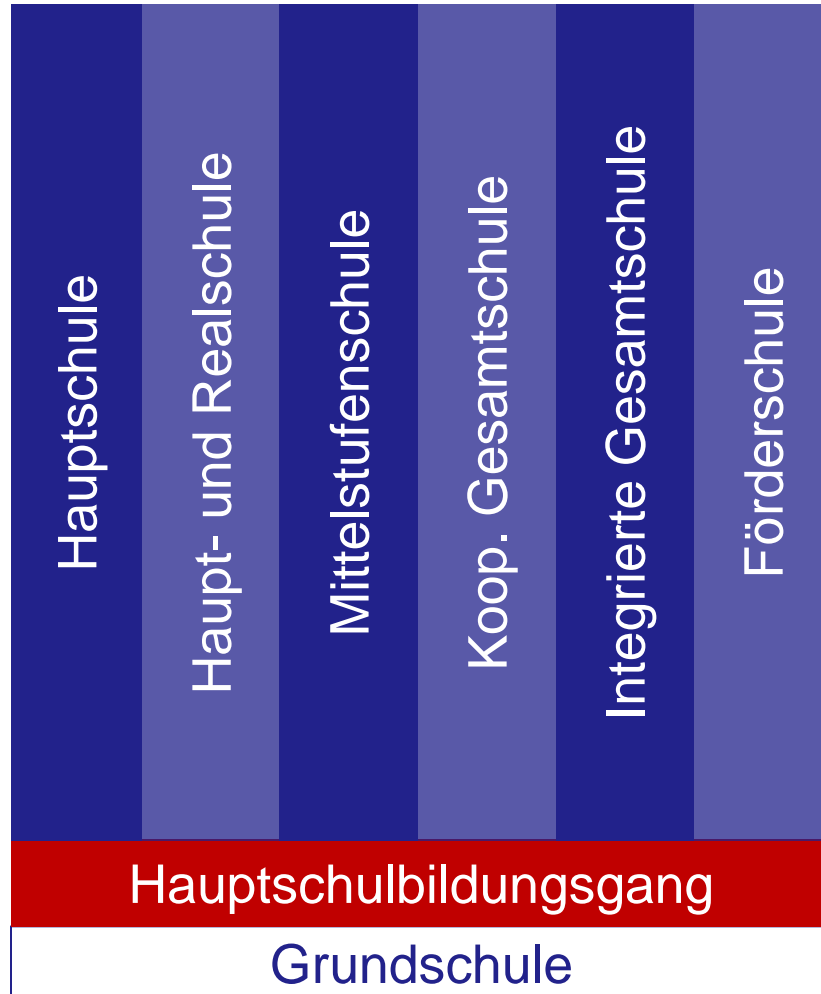 Hauptschule
Haupt- und Realschule
Mittelstufenschule
Koop. Gesamtschule
Integrierte Gesamtschule
Förderschule
Hauptschulbildungsgang
Grundschule